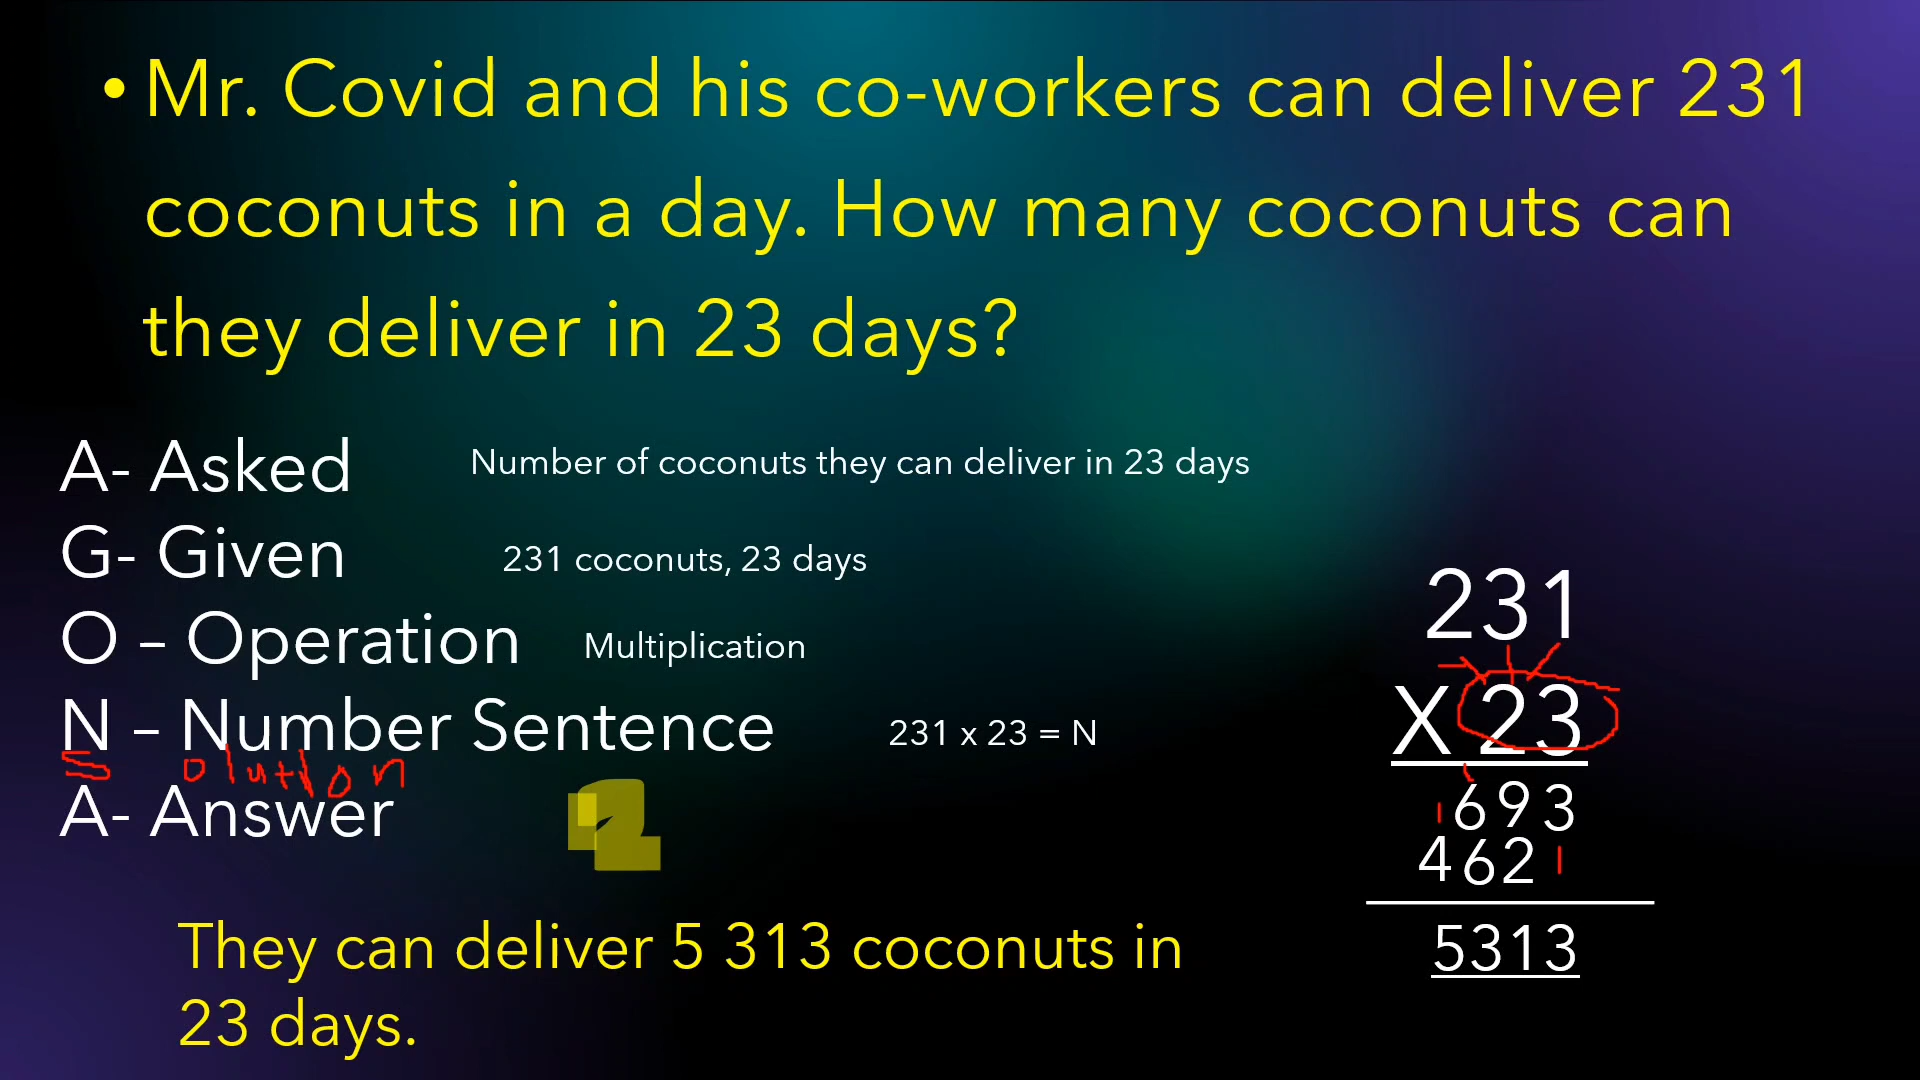 • Mr. Covid and his co-workers can deliver 231
coconuts in a day. How many coconuts can
they deliver in 23 days?
A- Asked Number of coconuts they can deliver in 23 days
G- Given 231 coconuts, 23 days
O – Operation Multiplication
N – Number Sentence 231 x 23 = N
olution
A- Answer
They can deliver 5 313 coconuts in
23 days.
231
X 23
693
462
5313